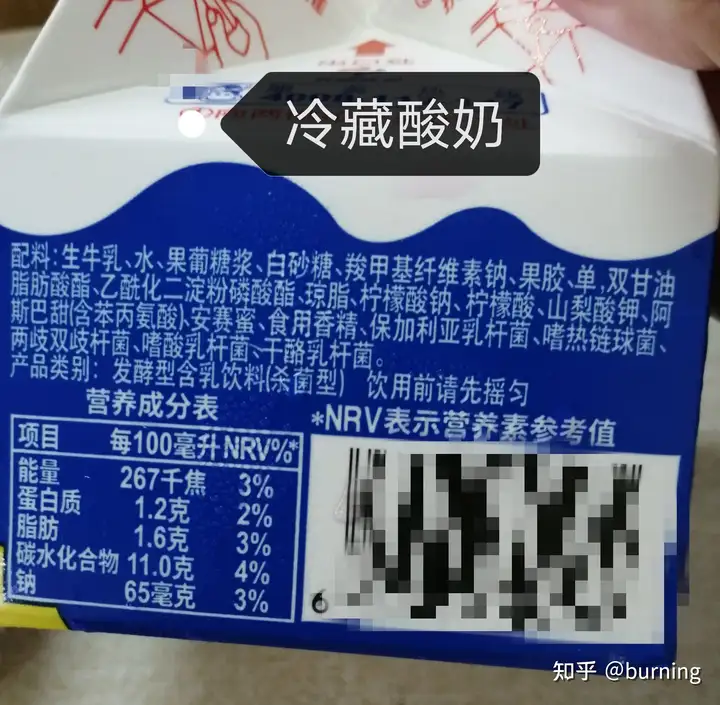 冷藏酸奶
配料:生牛乳、水、果葡糖浆、白砂糖、羧甲基纤维素钠、果胶、单,双甘油
脂肪酸酯、乙酰化二淀粉磷酸酯、琼脂、柠檬酸钠、柠檬酸、山梨酸钾、阿
斯巴甜(含苯丙氨酸)、安赛蜜、食用香精、保加利亚乳杆菌、嗜热链球菌、
两歧双歧杆菌、嗜酸乳杆菌、干酪乳杆菌。
产品类别: 发酵型含乳饮料(杀菌型) 饮用前请先摇匀
营养成分表
*NRV表示营养素参考值
项目 每100毫升 NRV%*
能量 267千焦 3%
蛋白质 1.2克 2%
脂肪 1.6克 3%
碳水化合物 11.0克 4%
钠 65毫克 3%
6
知乎 @burning